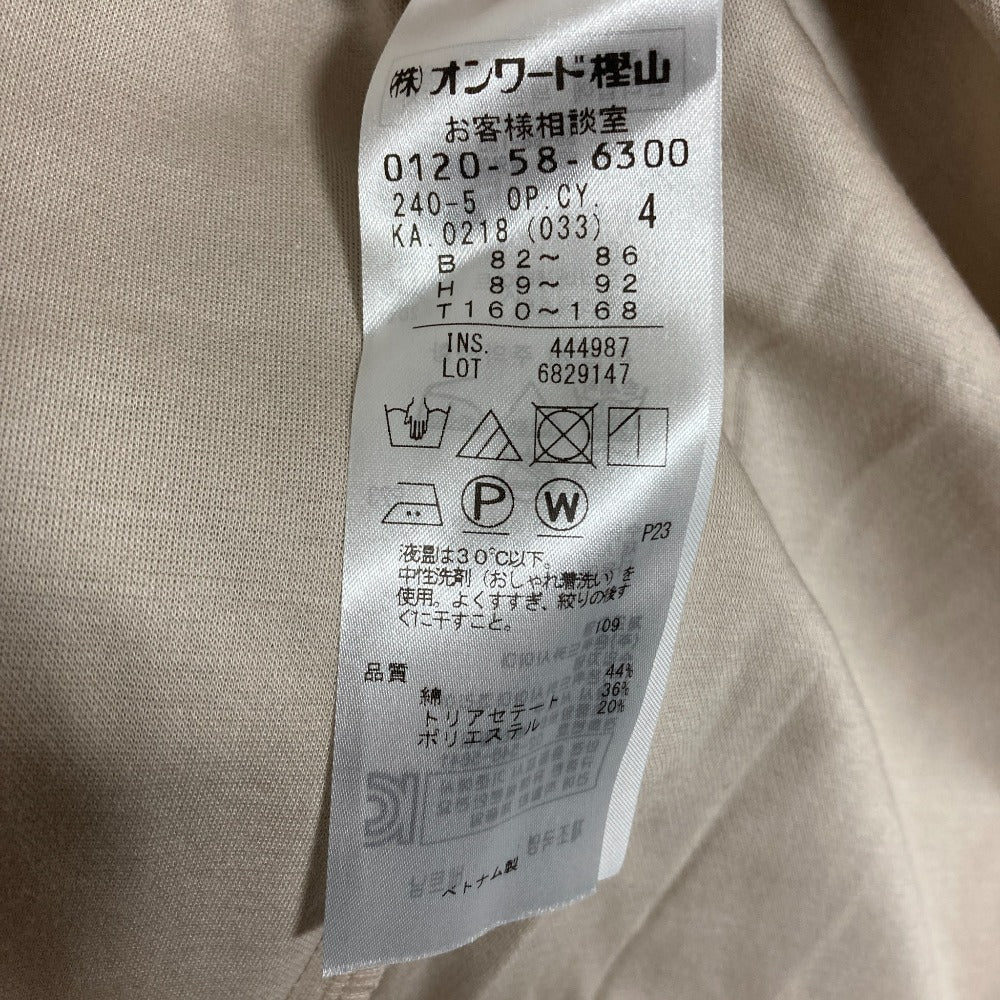 (株)オンワード樫山
お客様相談室
0120-58-6300
240-5 OP.CY. 4
KA.0218(033)
B 82〜 86
H 89〜 92
T160〜168
INS. 444987
LOT 6829147
P W
P23
液温は30℃以下。
中性洗剤(おしゃれ着洗い)を
使用。よくすすぎ、絞りの後す
ぐに干すこと。
109
品質
綿 44%
トリアセテート 36%
ポリエステル 20%
ベトナム製